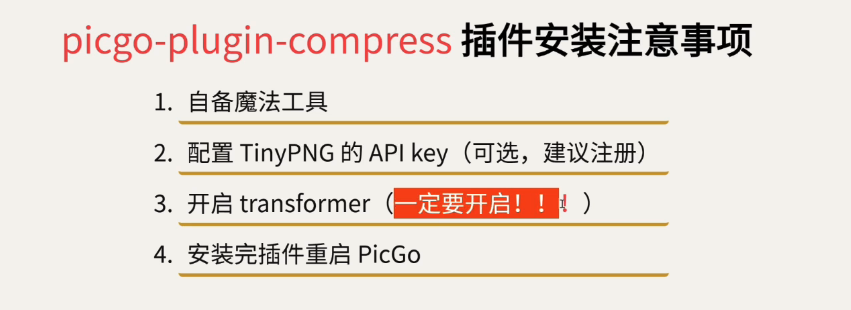 picgo-plugin-compress 插件安装注意事项
1. 自备魔法工具
2. 配置 TinyPNG 的 API key（可选，建议注册）
3. 开启 transformer（一定要开启！！！）
4. 安装完插件重启 PicGo